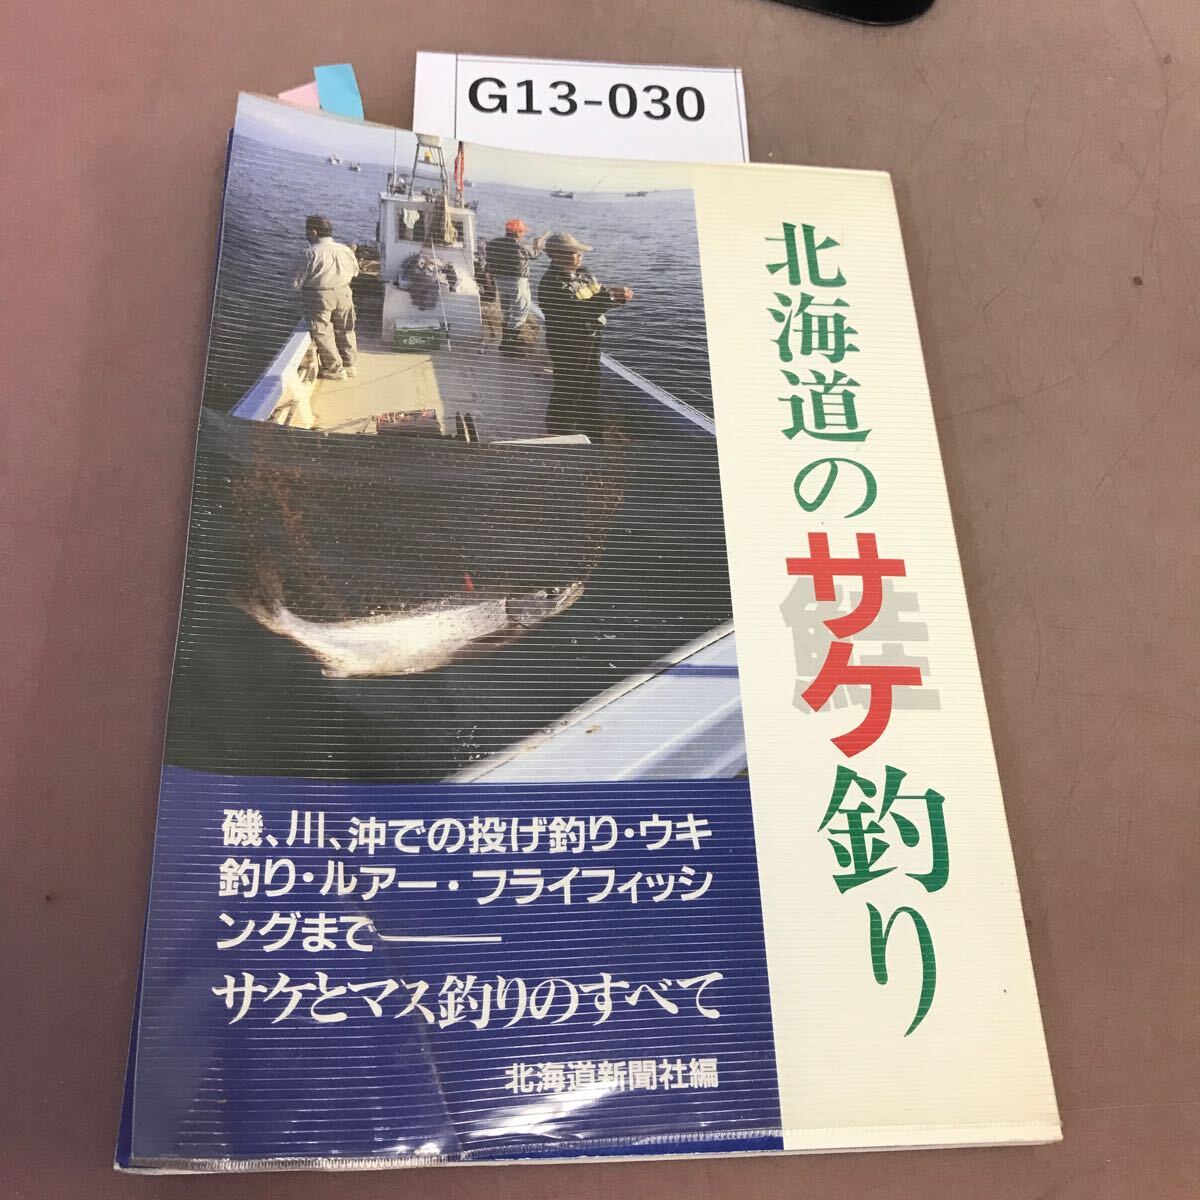 G13-030
北海道のサケ釣り
鮭
磯、川、沖での投げ釣り・ウキ
釣り・ルアー・フライフィッシ
ングまで――
サケとマス釣りのすべて
北海道新聞社編